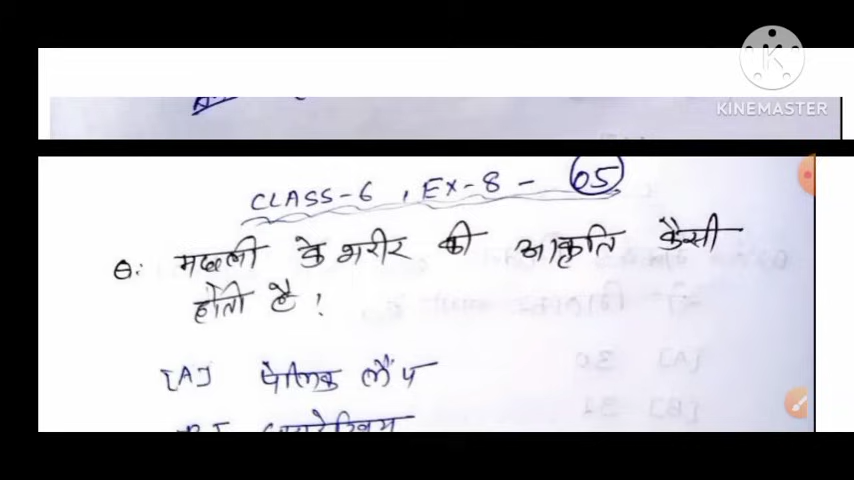 KINEMASTER
CLASS-6, EX-8 - 05
Q: मछली के शरीर की आकृति कैसी
होती है!
[A] पेल्विक लैंप